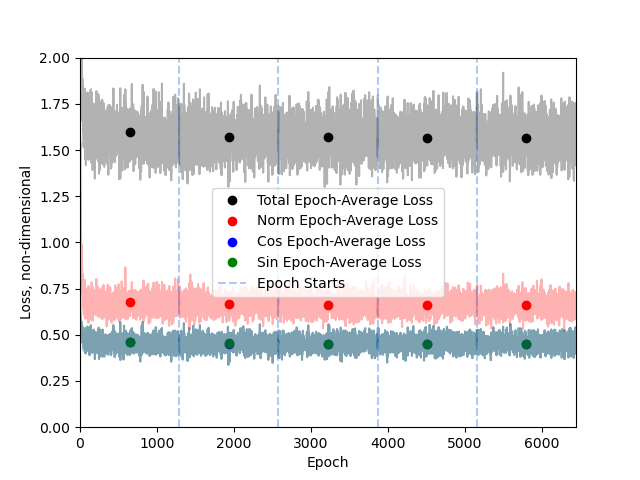 2.00
1.75
1.50
1.25
1.00
0.75
0.50
0.25
0.00
Loss, non-dimensional
Total Epoch-Average Loss
Norm Epoch-Average Loss
Cos Epoch-Average Loss
Sin Epoch-Average Loss
Epoch Starts
0 1000 2000 3000 4000 5000 6000
Epoch